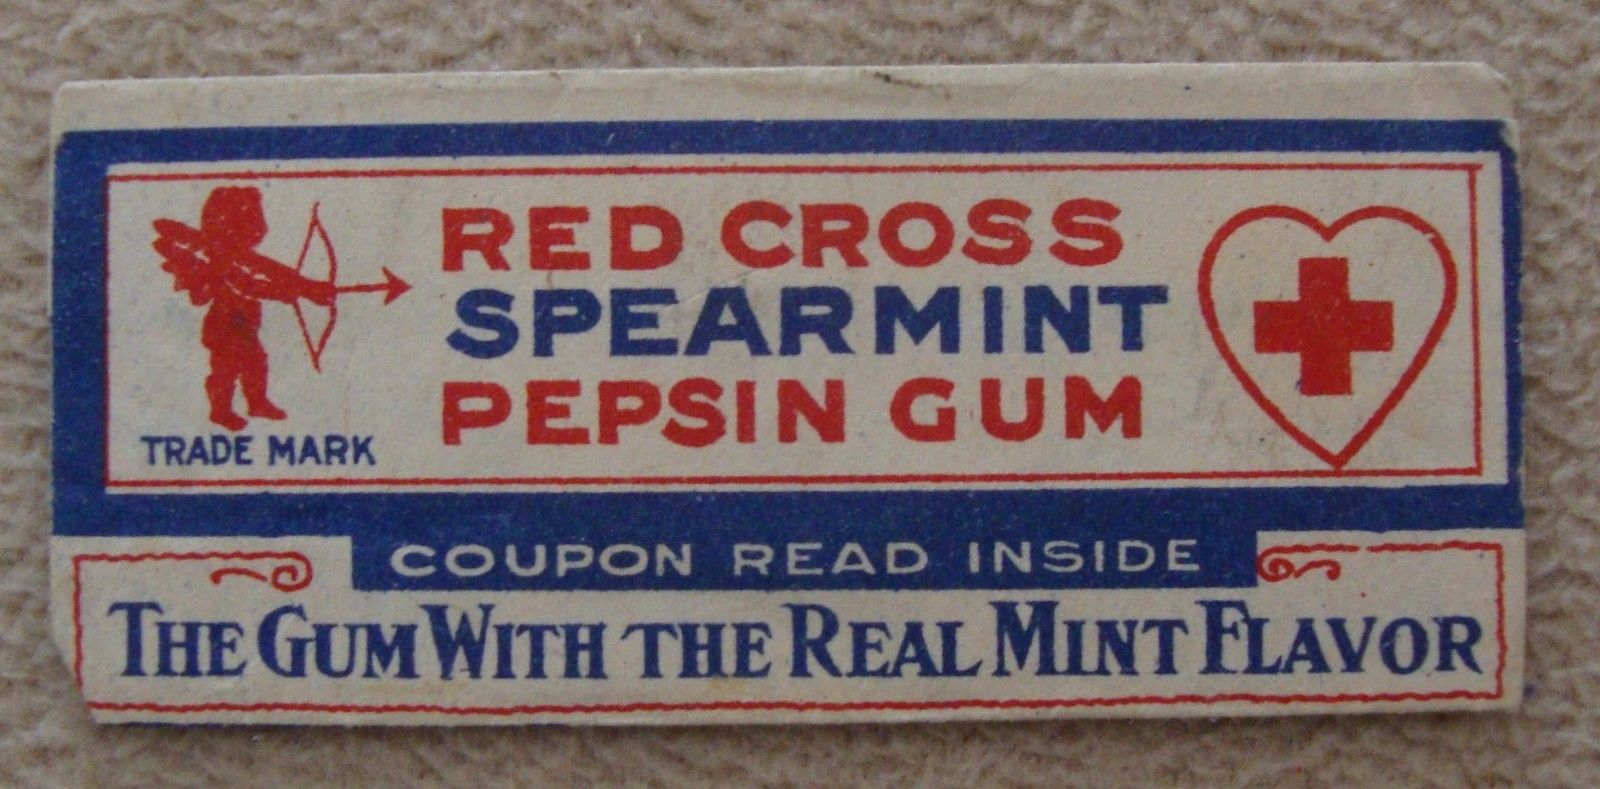 RED CROSS
SPEARMINT
PEPSIN GUM
TRADE MARK
COUPON READ INSIDE
THE GUM WITH THE REAL MINT FLAVOR